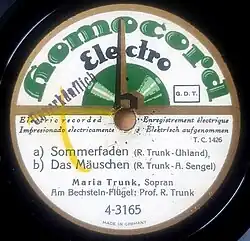 Homocord
Electro
Unverkäuflich
G.D.T.
Electric recorded
Enregistrement électrique
Impresionado electricamente
Elektrisch aufgenommen
T. C. 1426
a) Sommerfaden (R. Trunk-Uhland),
b) Das Mäuschen (R. Trunk-A. Sengel)
Maria Trunk, Sopran
Am Bechstein-Flügel: Prof. R. Trunk
4-3165
MADE IN GERMANY